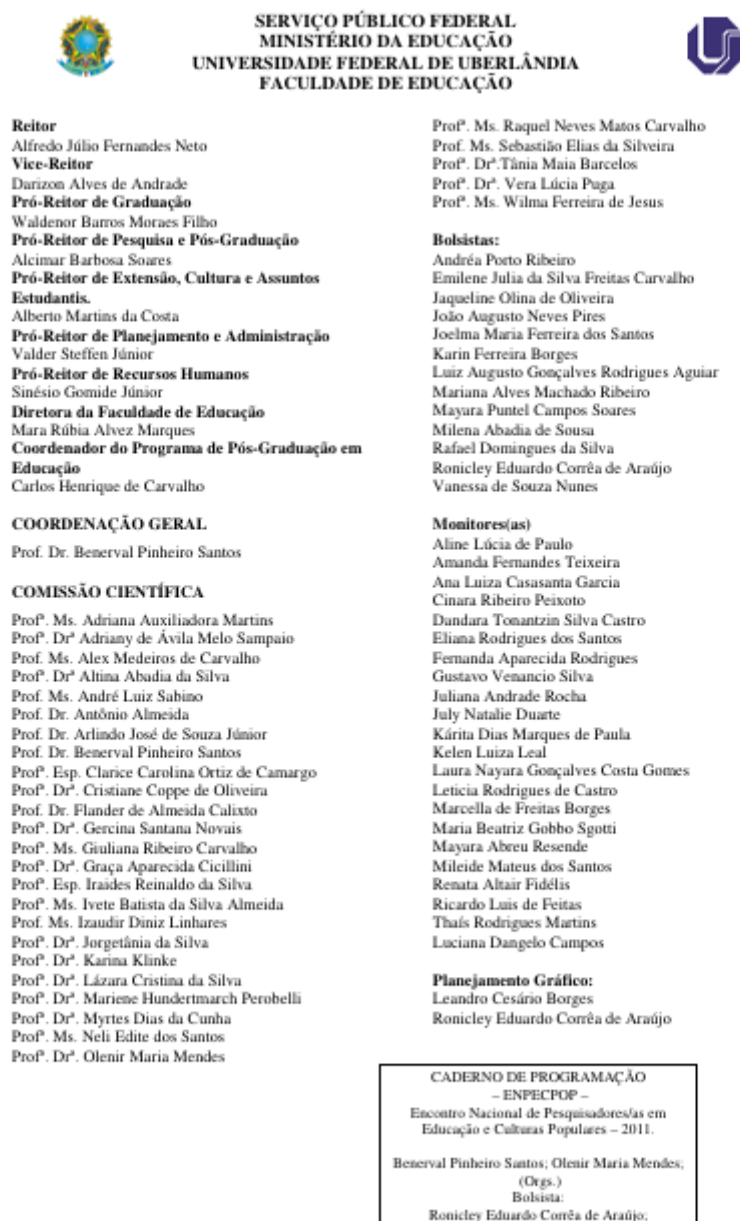 SERVIÇO PÚBLICO FEDERAL
MINISTÉRIO DA EDUCAÇÃO
UNIVERSIDADE FEDERAL DE UBERLÂNDIA
FACULDADE DE EDUCAÇÃO
Reitor
Alfredo Júlio Fernandes Neto
Vice-Reitor
Darizon Alves de Andrade
Pró-Reitor de Graduação
Waldenor Barros Moraes Filho
Pró-Reitor de Pesquisa e Pós-Graduação
Alcimar Barbosa Soares
Pró-Reitor de Extensão, Cultura e Assuntos
Estudantis.
Alberto Martins da Costa
Pró-Reitor de Planejamento e Administração
Valder Steffen Júnior
Pró-Reitor de Recursos Humanos
Sinésio Gomide Júnior
Diretora da Faculdade de Educação
Mara Rúbia Alvez Marques
Coordenador do Programa de Pós-Graduação em
Educação
Carlos Henrique de Carvalho
COORDENAÇÃO GERAL
Prof. Dr. Benerval Pinheiro Santos
COMISSÃO CIENTÍFICA
Profª. Ms. Adriana Auxiliadora Martins
Profª. Drª Adriany de Ávila Melo Sampaio
Prof. Ms. Alex Medeiros de Carvalho
Profª. Drª Altina Abadia da Silva
Prof. Ms. André Luiz Sabino
Prof. Dr. Antônio Almeida
Prof. Dr. Arlindo José de Souza Júnior
Prof. Dr. Benerval Pinheiro Santos
Profª. Esp. Clarice Carolina Ortiz de Camargo
Profª. Drª. Cristiane Coppe de Oliveira
Prof. Dr. Flander de Almeida Calixto
Profª. Drª. Gercina Santana Novais
Profª. Ms. Giuliana Ribeiro Carvalho
Profª. Drª. Graça Aparecida Cicillini
Profª. Esp. Iraides Reinaldo da Silva
Profª. Ms. Ivete Batista da Silva Almeida
Prof. Ms. Izaudir Diniz Linhares
Profª. Drª. Jorgetânia da Silva
Profª. Drª. Karina Klinke
Profª. Drª. Lázara Cristina da Silva
Profª. Drª. Mariene Hundertmarch Perobelli
Profª. Drª. Myrtes Dias da Cunha
Profª. Ms. Neli Edite dos Santos
Profª. Drª. Olenir Maria Mendes
Profª. Ms. Raquel Neves Matos Carvalho
Prof. Ms. Sebastião Elias da Silveira
Profª. Drª.Tânia Maia Barcelos
Profª. Drª. Vera Lúcia Puga
Profª. Ms. Wilma Ferreira de Jesus
Bolsistas:
Andréa Porto Ribeiro
Emilene Julia da Silva Freitas Carvalho
Jaqueline Olina de Oliveira
João Augusto Neves Pires
Joelma Maria Ferreira dos Santos
Karin Ferreira Borges
Luiz Augusto Gonçalves Rodrigues Aguiar
Mariana Alves Machado Ribeiro
Mayara Puntel Campos Soares
Milena Abadia de Sousa
Rafael Domingues da Silva
Ronicley Eduardo Corrêa de Araújo
Vanessa de Souza Nunes
Monitores(as)
Aline Lúcia de Paulo
Amanda Fernandes Teixeira
Ana Luiza Casasanta Garcia
Cinara Ribeiro Peixoto
Dandara Tonantzin Silva Castro
Eliana Rodrigues dos Santos
Fernanda Aparecida Rodrigues
Gustavo Venancio Silva
Juliana Andrade Rocha
July Natalie Duarte
Kárita Dias Marques de Paula
Kelen Luiza Leal
Laura Nayara Gonçalves Costa Gomes
Leticia Rodrigues de Castro
Marcella de Freitas Borges
Maria Beatriz Gobbo Sgotti
Mayara Abreu Resende
Mileide Mateus dos Santos
Renata Altair Fidélis
Ricardo Luis de Feitas
Thaís Rodrigues Martins
Luciana Dangelo Campos
Planejamento Gráfico:
Leandro Cesário Borges
Ronicley Eduardo Corrêa de Araújo
CADERNO DE PROGRAMAÇÃO
– ENPECPOP –
Encontro Nacional de Pesquisadores/as em
Educação e Culturas Populares – 2011.
Benerval Pinheiro Santos; Olenir Maria Mendes;
(Orgs.)
Bolsista:
Ronicley Eduardo Corrêa de Araújo;